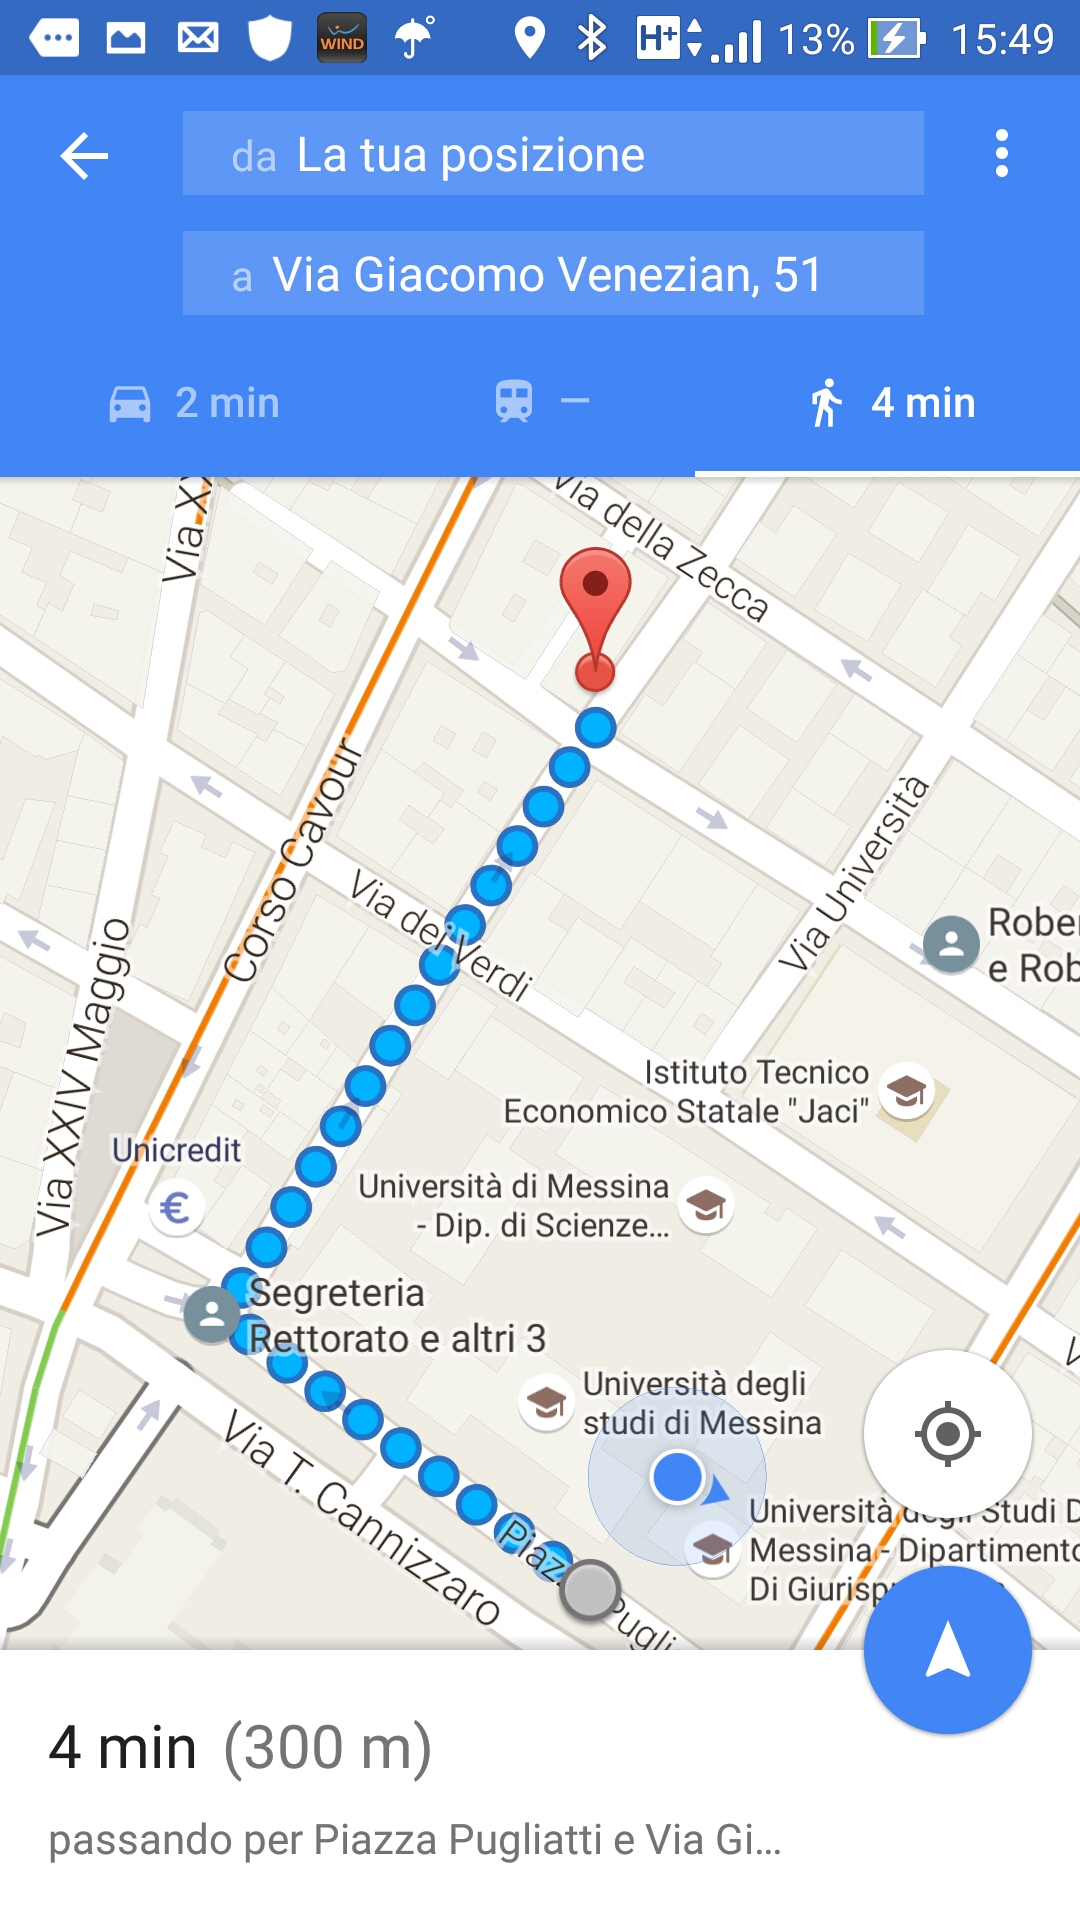 WIND
H+
13%
15:49
da La tua posizione
a Via Giacomo Venezian, 51
2 min
4 min
Via XX
Via della Zecca
Corso Cavour
Via dei Verdi
Via Università
Rober
e Rob
Via XXIV Maggio
Istituto Tecnico
Economico Statale "Jaci"
Unicredit
€
Università di Messina
- Dip. di Scienze...
Segreteria
Rettorato e altri 3
Università degli
studi di Messina
Via T. Cannizzaro
Università degli Studi D
Messina - Dipartimento
Di Giurisp
Piazz
Pugli
4 min (300 m)
passando per Piazza Pugliatti e Via Gi...